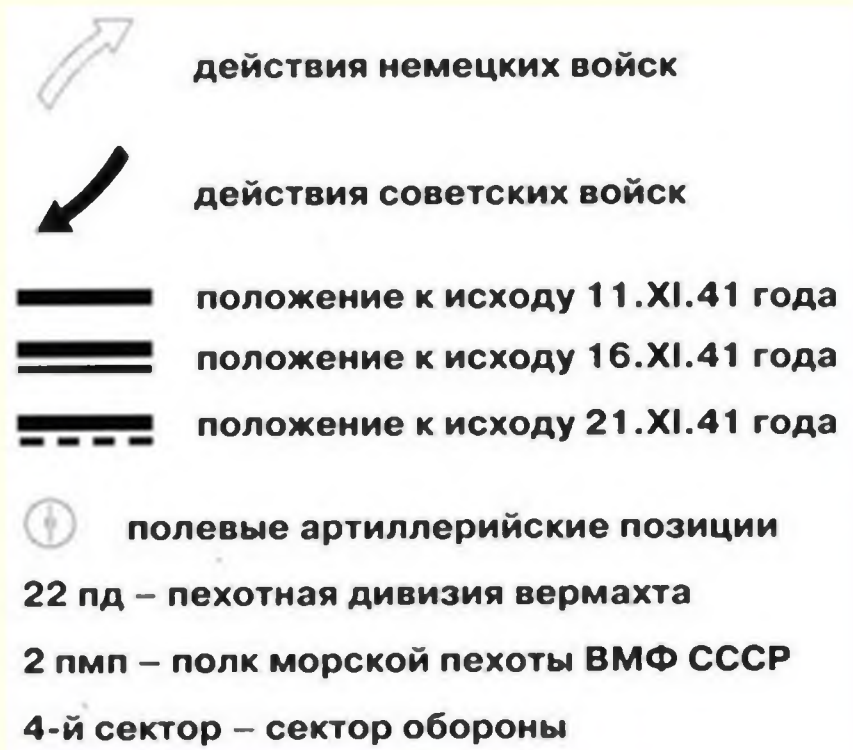 действия немецких войск
действия советских войск
положение к исходу 11.XI.41 года
положение к исходу 16.XI.41 года
положение к исходу 21.XI.41 года
полевые артиллерийские позиции
22 пд – пехотная дивизия вермахта
2 пмп – полк морской пехоты ВМФ СССР
4-й сектор – сектор обороны